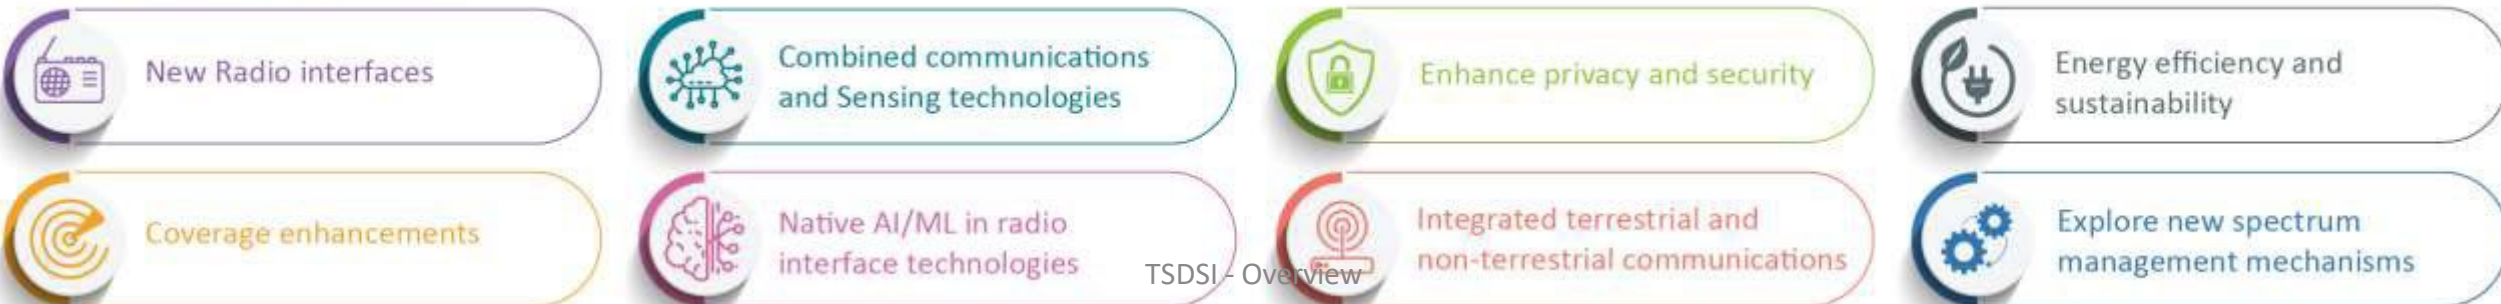 New Radio interfaces
Combined communications
and Sensing technologies
Enhance privacy and security
Energy efficiency and
sustainability
Coverage enhancements
Native AI/ML in radio
interface technologies
Integrated terrestrial and
non-terrestrial communications
Explore new spectrum
management mechanisms
TSDSI - Overview